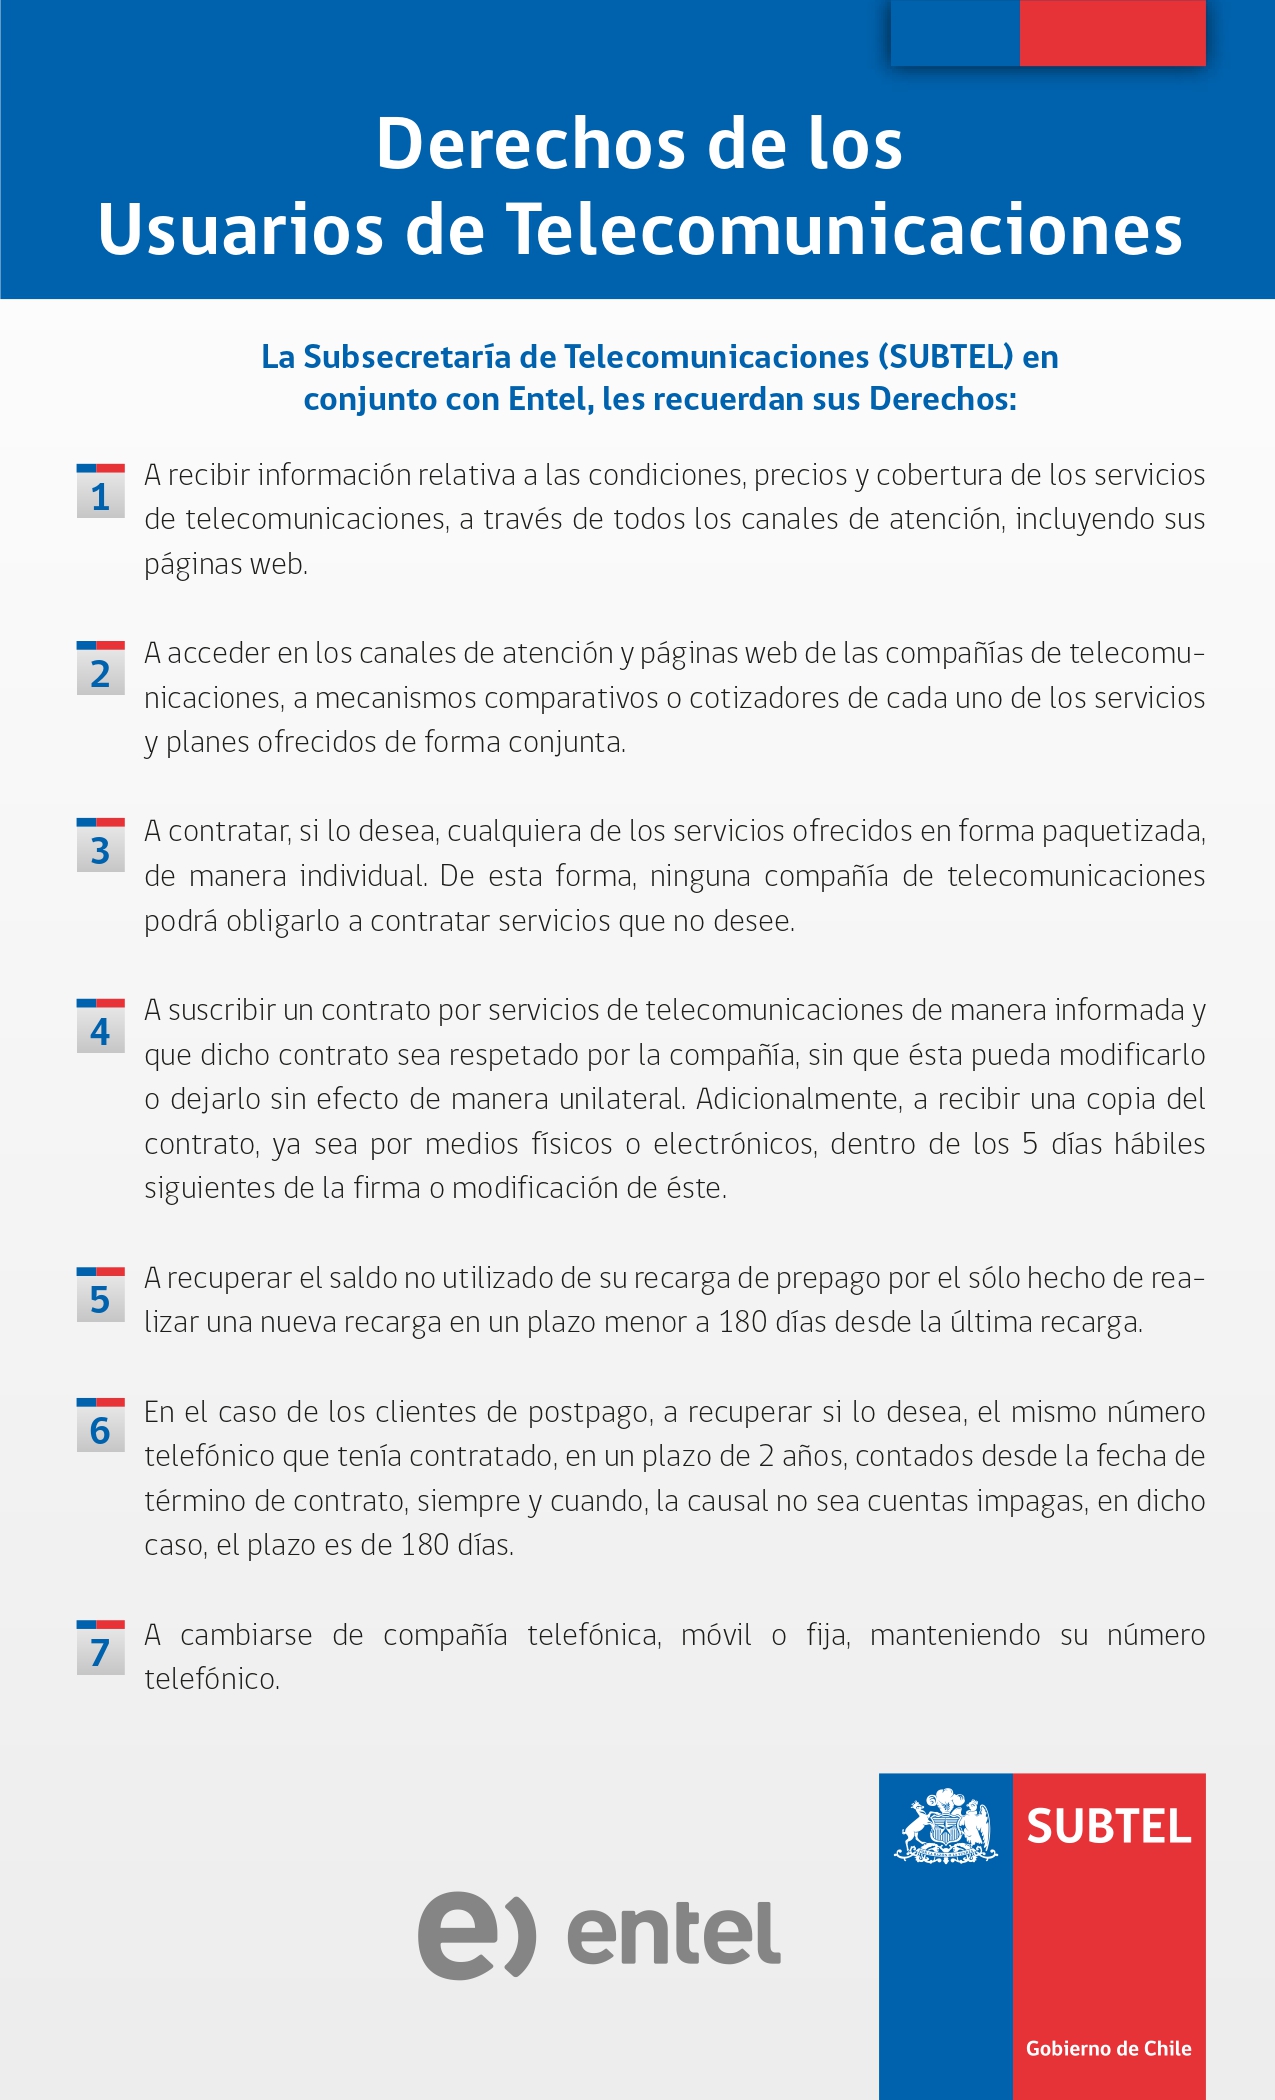 Derechos de los
Usuarios de Telecomunicaciones
La Subsecretaría de Telecomunicaciones (SUBTEL) en
conjunto con Entel, les recuerdan sus Derechos:
1
A recibir información relativa a las condiciones, precios y cobertura de los servicios
de telecomunicaciones, a través de todos los canales de atención, incluyendo sus
páginas web.
2
A acceder en los canales de atención y páginas web de las compañías de telecomu-
nicaciones, a mecanismos comparativos o cotizadores de cada uno de los servicios
y planes ofrecidos de forma conjunta.
3
A contratar, si lo desea, cualquiera de los servicios ofrecidos en forma paquetizada,
de manera individual. De esta forma, ninguna compañía de telecomunicaciones
podrá obligarlo a contratar servicios que no desee.
4
A suscribir un contrato por servicios de telecomunicaciones de manera informada y
que dicho contrato sea respetado por la compañía, sin que ésta pueda modificarlo
o dejarlo sin efecto de manera unilateral. Adicionalmente, a recibir una copia del
contrato, ya sea por medios físicos o electrónicos, dentro de los 5 días hábiles
siguientes de la firma o modificación de éste.
5
A recuperar el saldo no utilizado de su recarga de prepago por el sólo hecho de rea-
lizar una nueva recarga en un plazo menor a 180 días desde la última recarga.
6
En el caso de los clientes de postpago, a recuperar si lo desea, el mismo número
telefónico que tenía contratado, en un plazo de 2 años, contados desde la fecha de
término de contrato, siempre y cuando, la causal no sea cuentas impagas, en dicho
caso, el plazo es de 180 días.
7
A cambiarse de compañía telefónica, móvil o fija, manteniendo su número
telefónico.
e) entel
SUBTEL
Gobierno de Chile